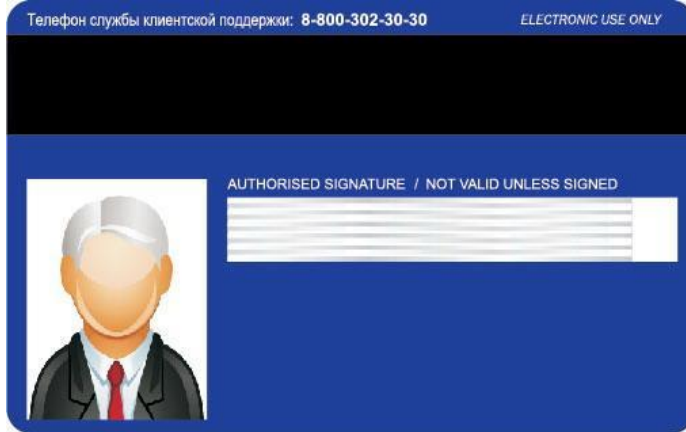 Телефон службы клиентской поддержки: 8-800-302-30-30 ELECTRONIC USE ONLY
AUTHORISED SIGNATURE / NOT VALID UNLESS SIGNED